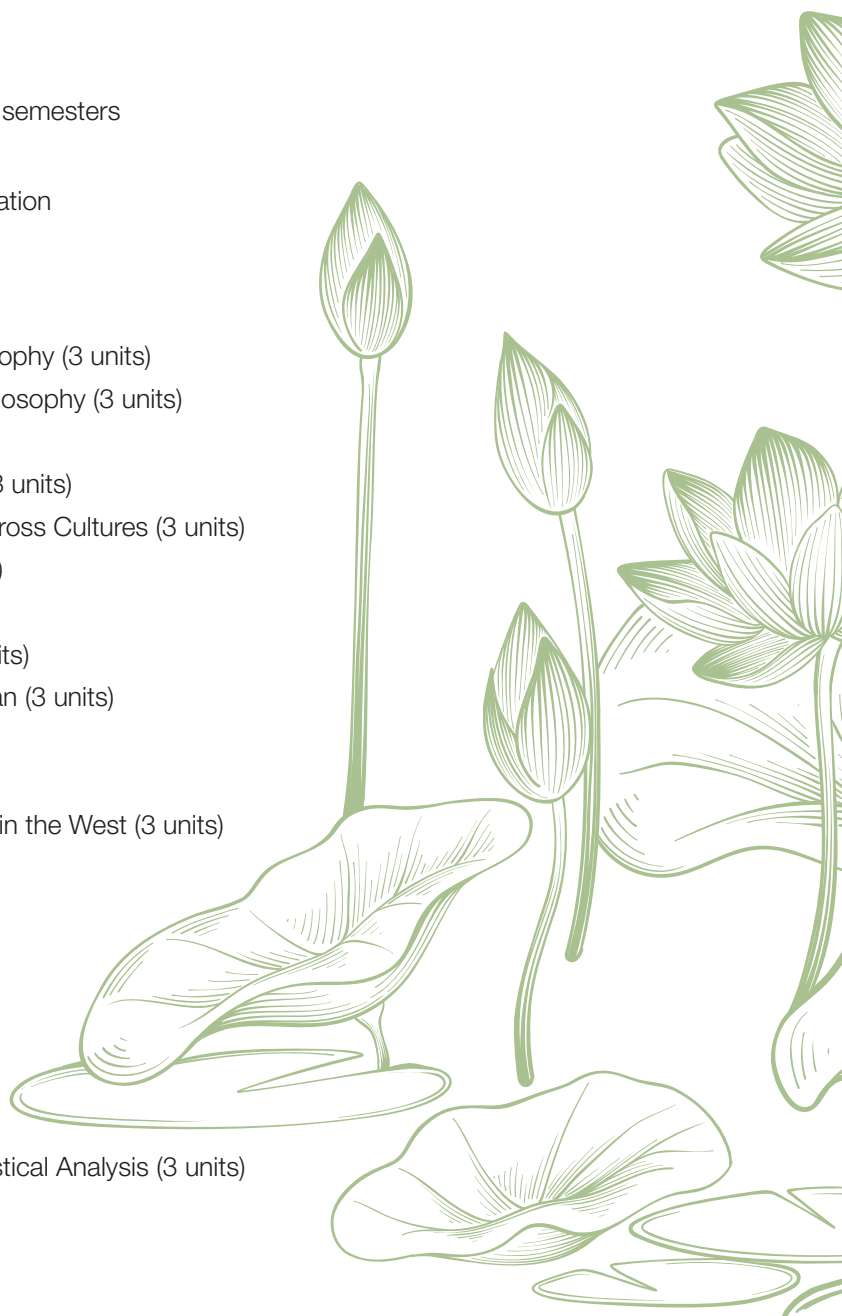 semesters
ation
ophy (3 units)
losophy (3 units)
3 units)
ross Cultures (3 units)
)
its)
an (3 units)
in the West (3 units)
stical Analysis (3 units)